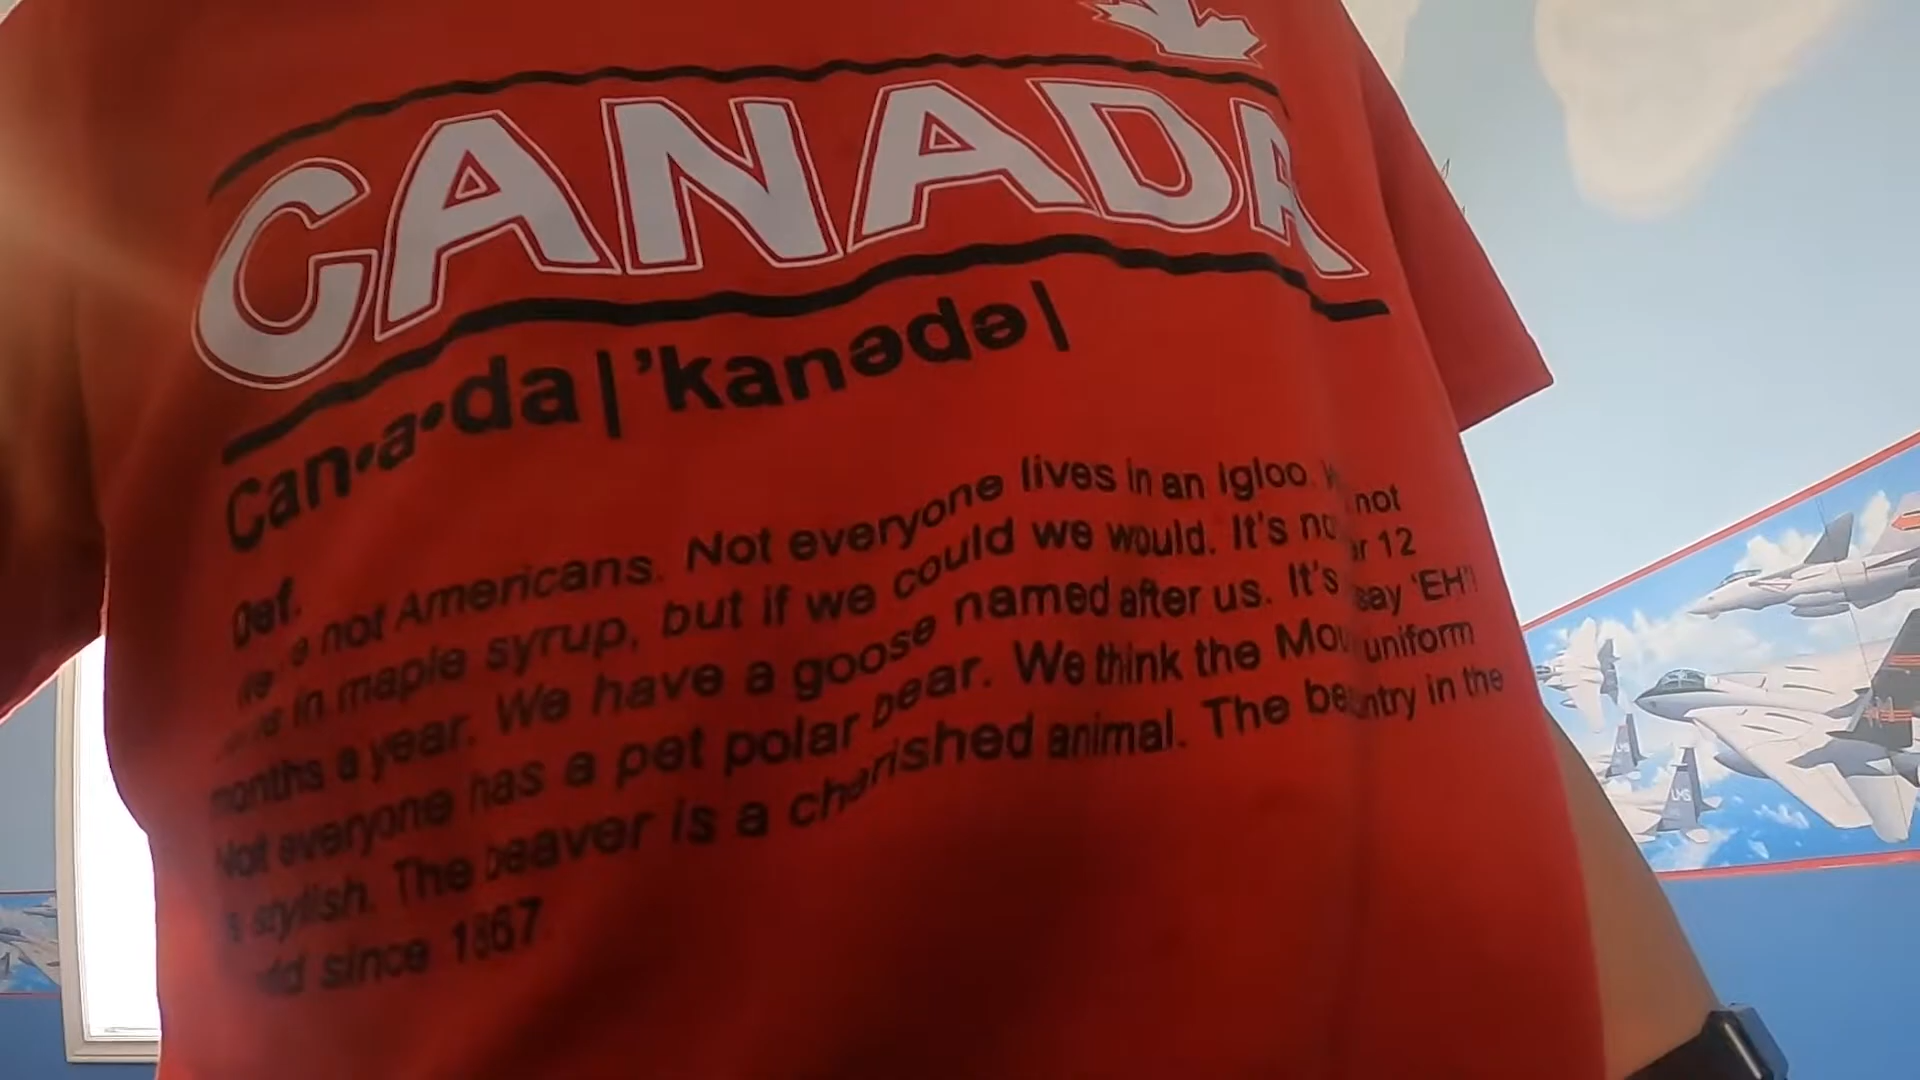 CANADA
can•a•da|'kanədə|
Def.
not Americans. Not everyone lives in an Igloo. not
in maple syrup, but if we could we would. It's 12
months a year. We have a goose named after us. It's say 'EH'!
Not everyone has a pet polar bear. We think the uniform
is stylish. The beaver is a cherished animal. The in the
since 1867
LMS